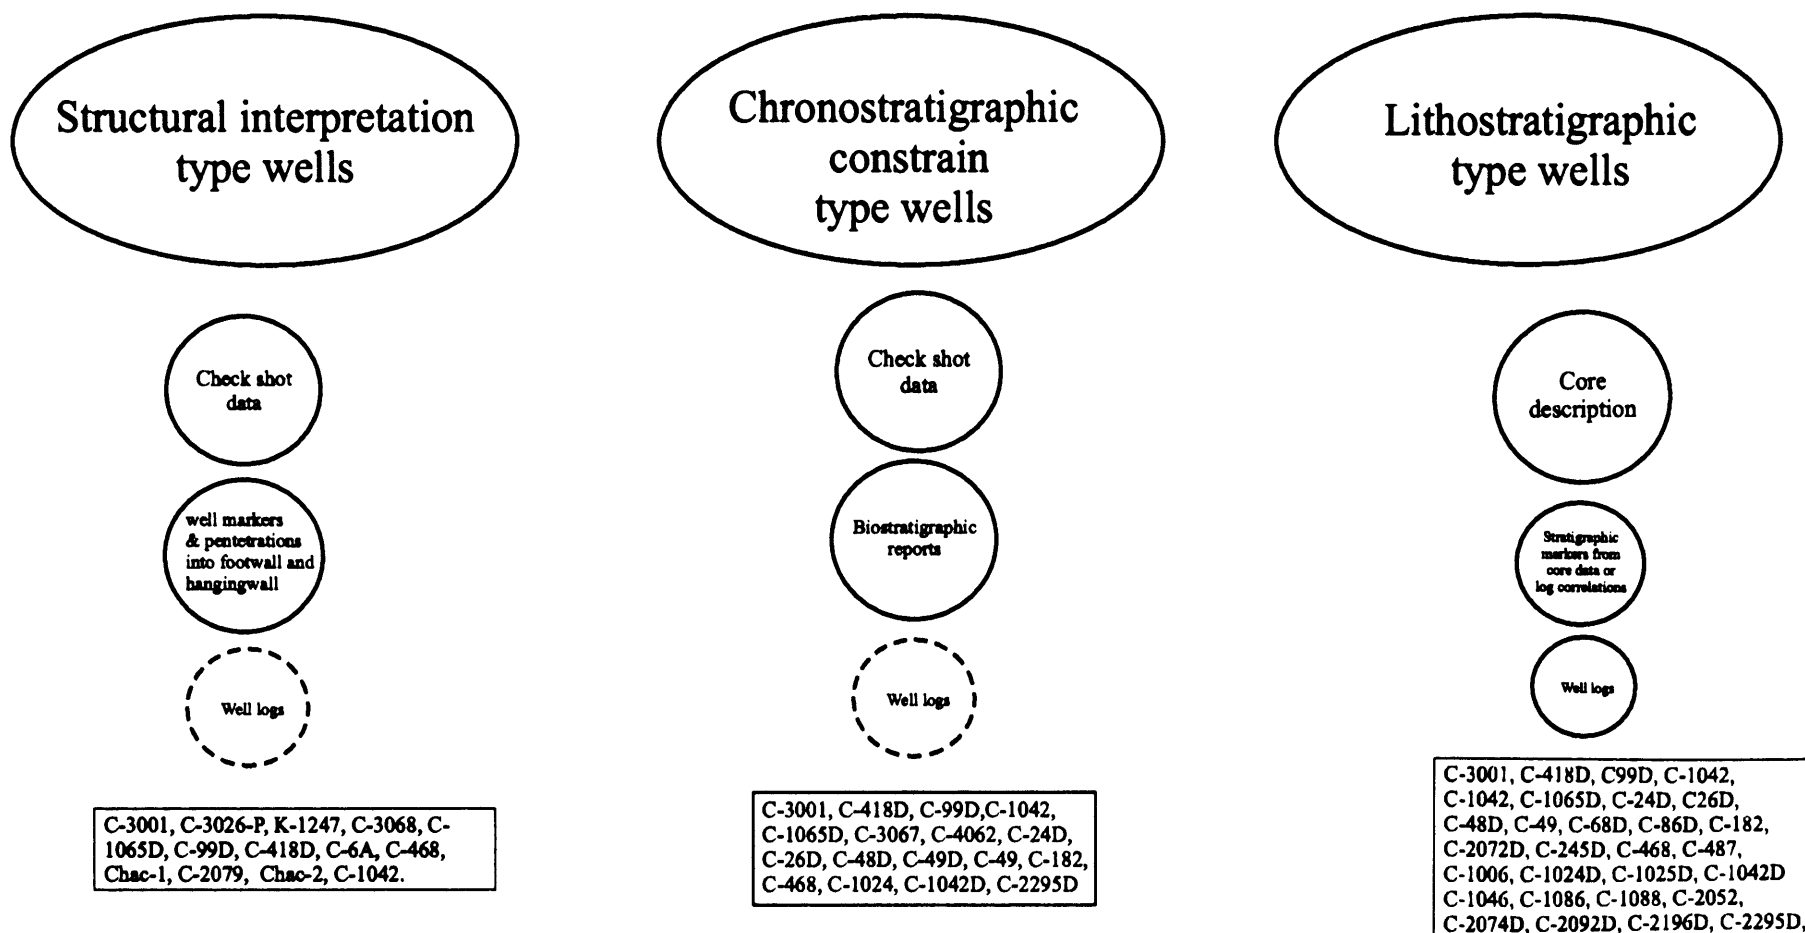 Structural interpretation
type wells
Check shot
data
well markers
& pentetrations
into footwall and
hangingwall
Well logs
C-3001, C-3026-P, K-1247, C-3068, C-
1065D, C-99D, C-418D, C-6A, C-468,
Chac-1, C-2079, Chac-2, C-1042.
Chronostratigraphic
constrain
type wells
Check shot
data
Biostratigraphic
reports
Well logs
C-3001, C-418D, C-99D,C-1042,
C-1065D, C-3067, C-4062, C-24D,
C-26D, C-48D, C-49D, C-49, C-182,
C-468, C-1024, C-1042D, C-2295D
Lithostratigraphic
type wells
Core
description
Stratigraphic
markers from
core data or
log correlations
Well logs
C-3001, C-418D, C99D, C-1042,
C-1042, C-1065D, C-24D, C26D,
C-48D, C-49, C-68D, C-86D, C-182,
C-2072D, C-245D, C-468, C-487,
C-1006, C-1024D, C-1025D, C-1042D
C-1046, C-1086, C-1088, C-2052,
C-2074D, C-2092D, C-2196D, C-2295D,